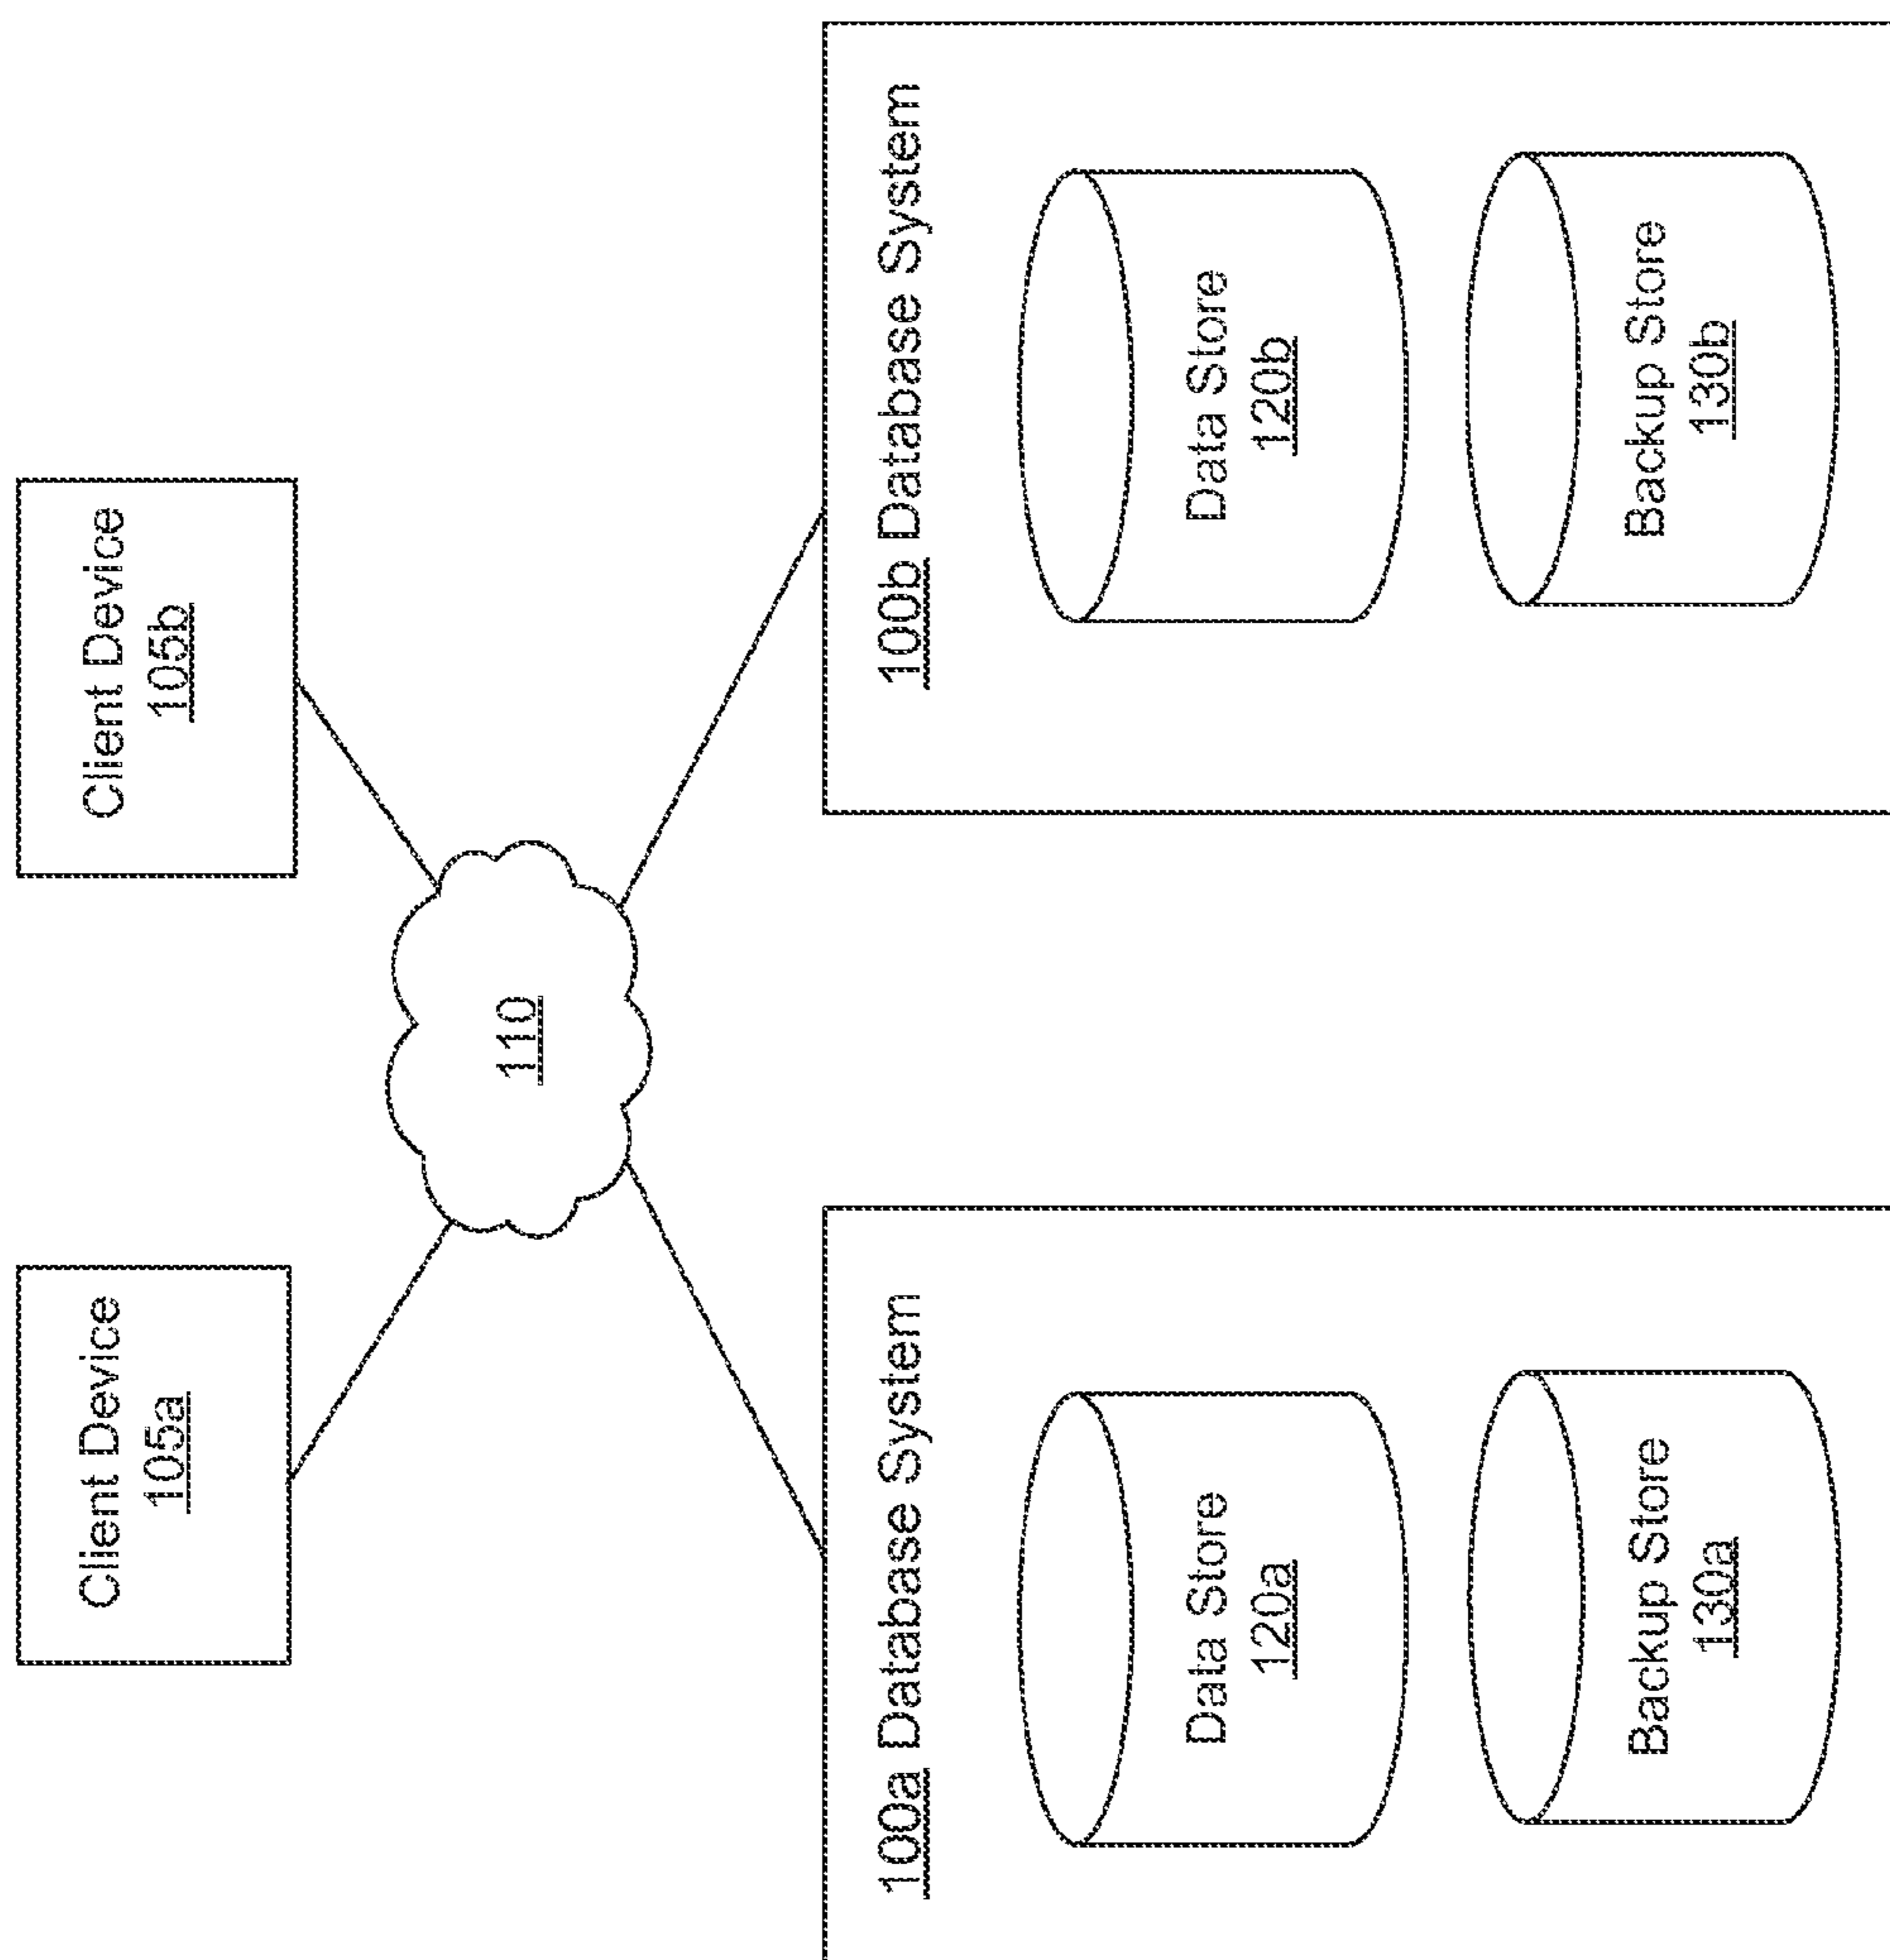 Client Device
105a
Client Device
105b
110
100a Database System
Data Store
120a
Backup Store
130a
100b Database System
Data Store
120b
Backup Store
130b